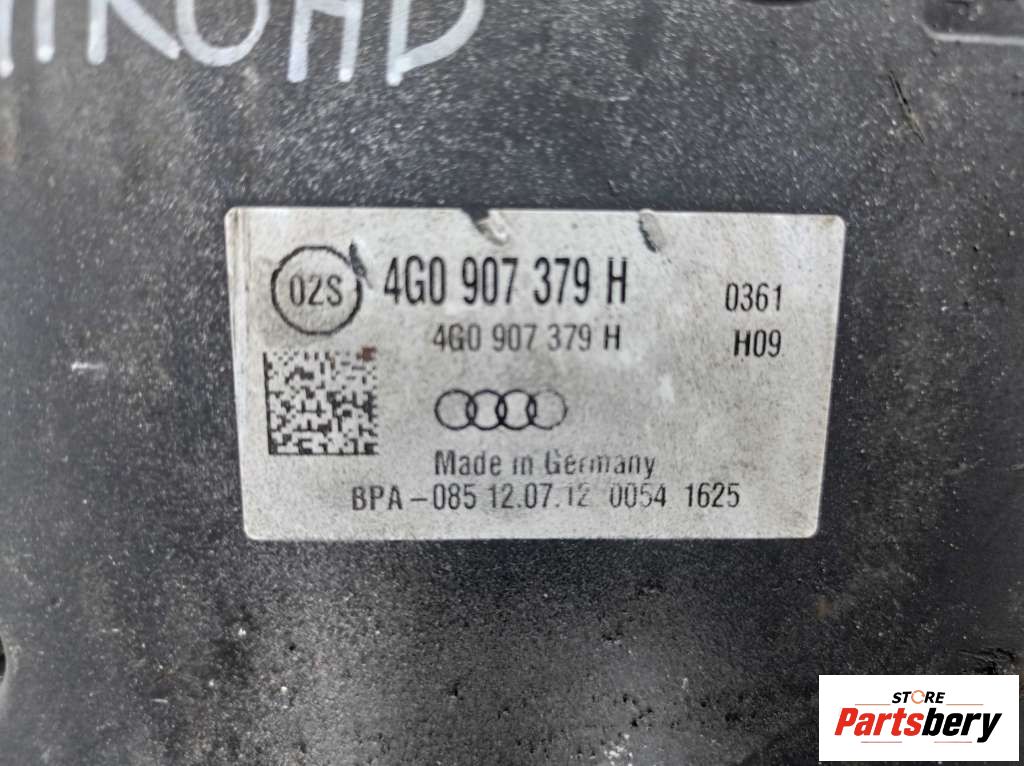 02S 4G0 907 379 H 0361
4G0 907 379 H H09
Made in Germany
BPA-085 12.07.12 0054 1625
STORE
Partsbery